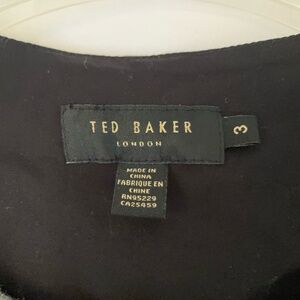 TED BAKER
LONDON
3
MADE IN
CHINA
FABRIQUE EN
CHINE
RN95229
CA25459